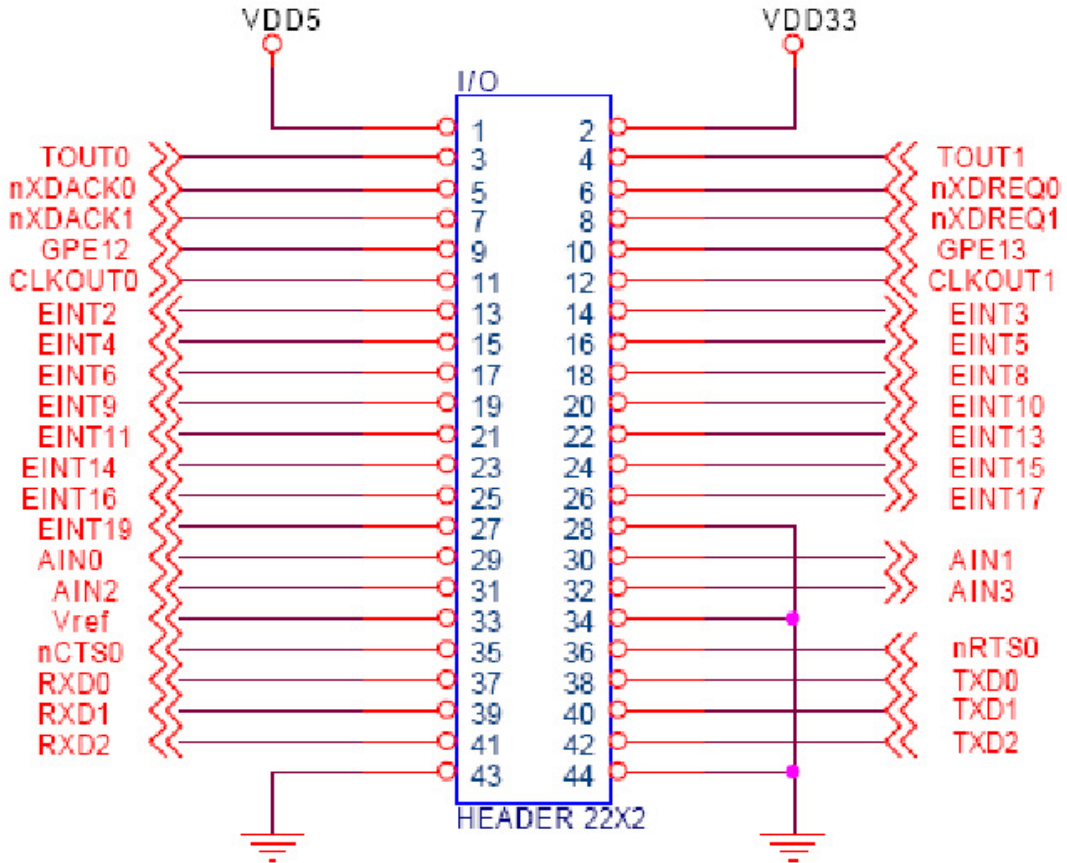 VDD5 VDD33
I/O
1 2
TOUT0 3 4 TOUT1
nXDACK0 5 6 nXDREQ0
nXDACK1 7 8 nXDREQ1
GPE12 9 10 GPE13
CLKOUT0 11 12 CLKOUT1
EINT2 13 14 EINT3
EINT4 15 16 EINT5
EINT6 17 18 EINT8
EINT9 19 20 EINT10
EINT11 21 22 EINT13
EINT14 23 24 EINT15
EINT16 25 26 EINT17
EINT19 27 28
AIN0 29 30 AIN1
AIN2 31 32 AIN3
Vref 33 34
nCTS0 35 36 nRTS0
RXD0 37 38 TXD0
RXD1 39 40 TXD1
RXD2 41 42 TXD2
43 44
HEADER 22X2